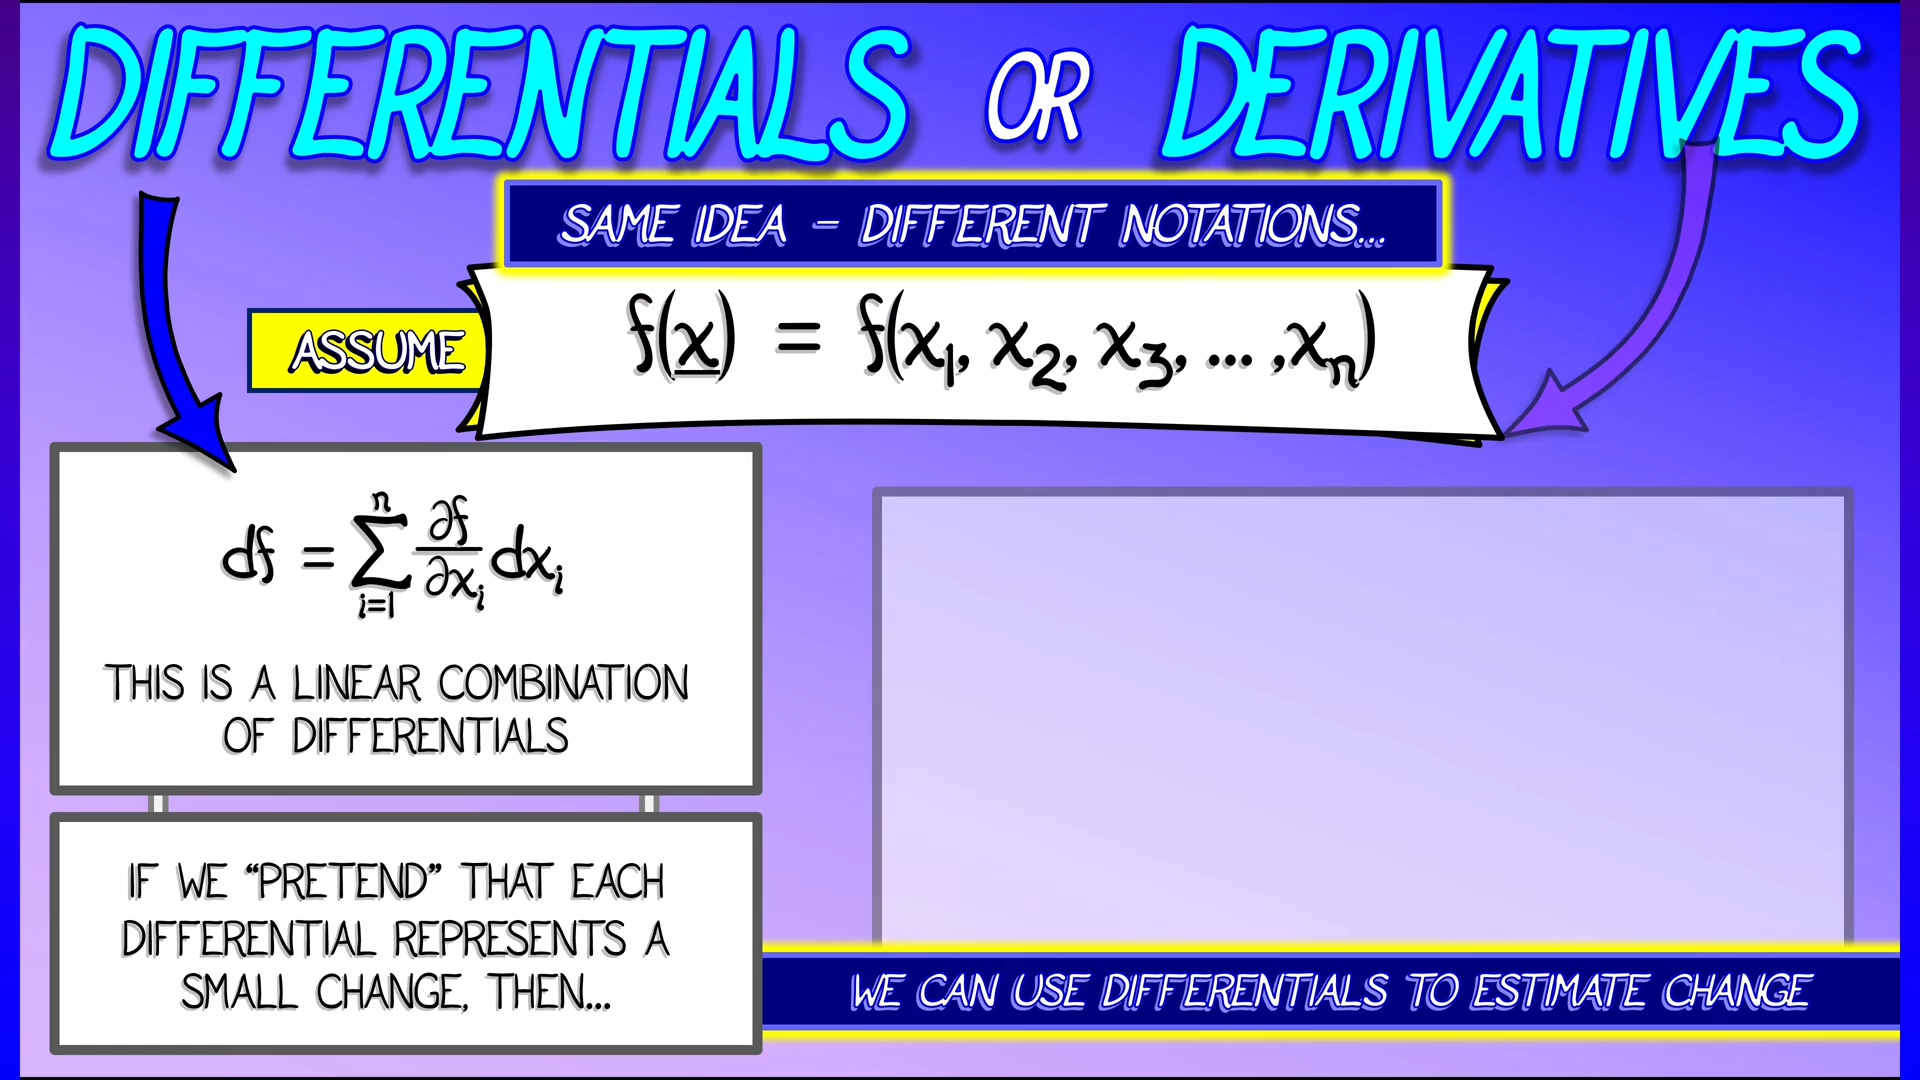 DIFFERENTIALS OR DERIVATIVES
SAME IDEA – DIFFERENT NOTATIONS...
ASSUME
f(x) = f(x₁, x₂, x₃, ... ,xₙ)
df = ∑ᵢ₌₁ⁿ ∂f/∂xᵢ dxᵢ
THIS IS A LINEAR COMBINATION
OF DIFFERENTIALS
IF WE “PRETEND” THAT EACH
DIFFERENTIAL REPRESENTS A
SMALL CHANGE, THEN...
WE CAN USE DIFFERENTIALS TO ESTIMATE CHANGE